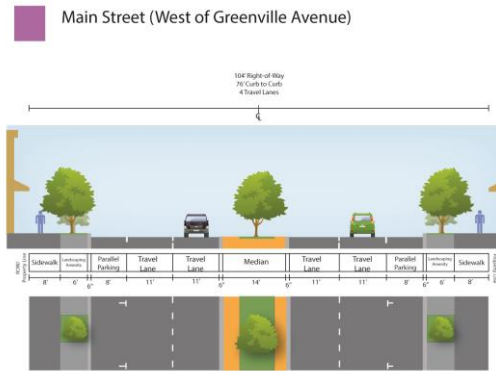 Main Street (West of Greenville Avenue)
104' Right-of-Way
76' Curb to Curb
4 Travel Lanes
℄
Sidewalk
Landscaping
Amenity
Parallel
Parking
Travel
Lane
Travel
Lane
Median
Travel
Lane
Travel
Lane
Parallel
Parking
Landscaping
Amenity
Sidewalk
8'
6'
6"
8'
11'
11'
6"
14'
6"
11'
11'
8'
6"
6'
8'
Property Line